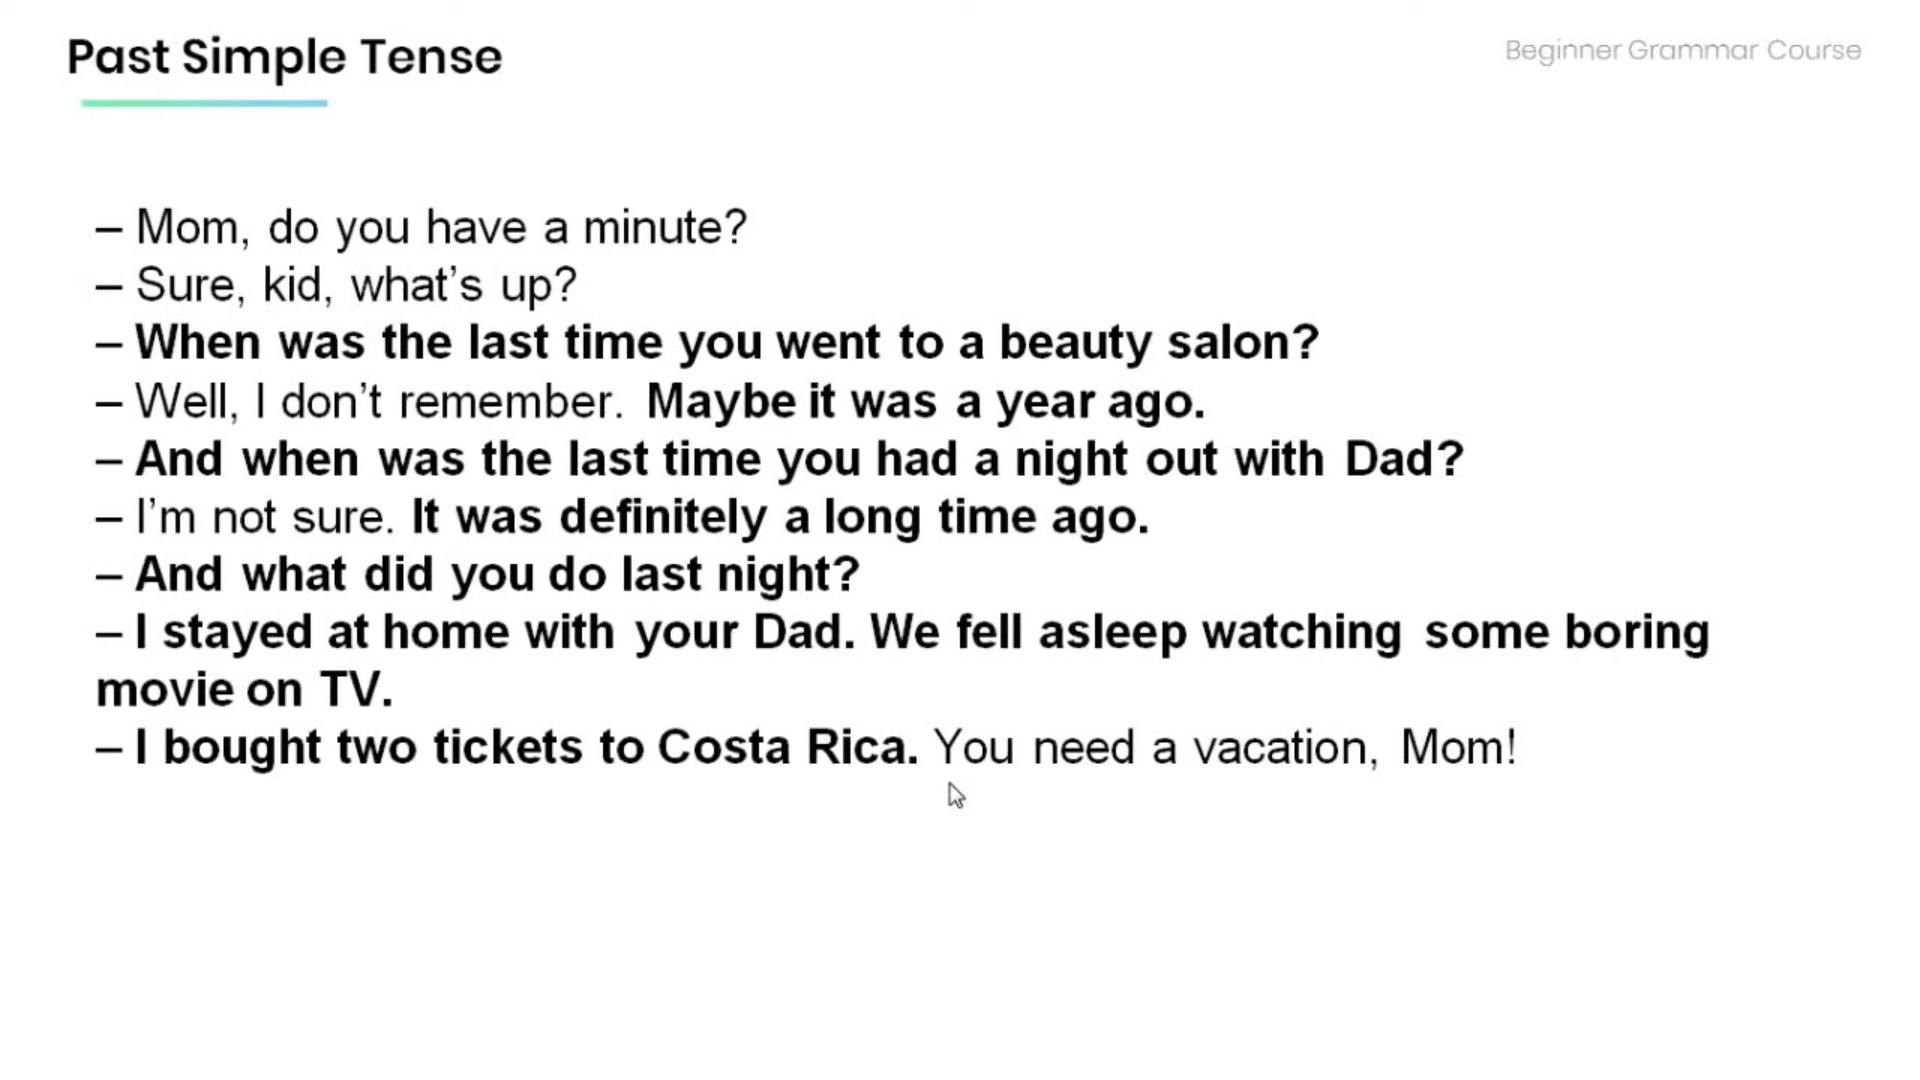 Past Simple Tense
Beginner Grammar Course
– Mom, do you have a minute?
– Sure, kid, what’s up?
– When was the last time you went to a beauty salon?
– Well, I don’t remember. Maybe it was a year ago.
– And when was the last time you had a night out with Dad?
– I’m not sure. It was definitely a long time ago.
– And what did you do last night?
– I stayed at home with your Dad. We fell asleep watching some boring
movie on TV.
– I bought two tickets to Costa Rica. You need a vacation, Mom!